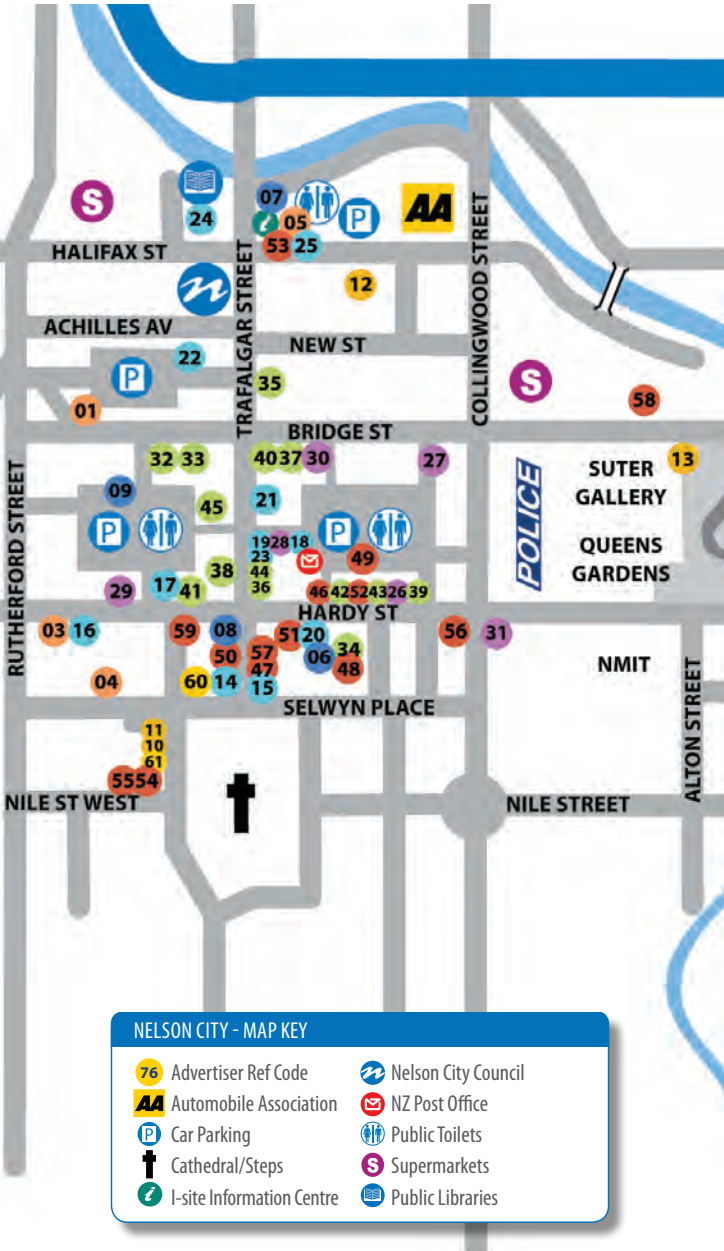 07
S
24
i
05
P
AA
53
25
HALIFAX ST
TRAFALGAR STREET
COLLINGWOOD STREET
12
ACHILLES AV
NEW ST
22
P
35
S
01
58
BRIDGE ST
32
33
40
37
30
27
13
SUTER
GALLERY
POLICE
RUTHERFORD STREET
09
45
21
P
P
19
28
18
23
49
QUEENS
GARDENS
38
44
36
29
17
41
46
42
52
43
26
39
HARDY ST
03
16
59
08
51
20
56
31
50
57
06
34
47
48
NMIT
04
60
14
15
SELWYN PLACE
ALTON STREET
11
10
61
55
54
NILE ST WEST
NILE STREET
NELSON CITY - MAP KEY
76 Advertiser Ref Code
AA Automobile Association
P Car Parking
Cathedral/Steps
i I-site Information Centre
Nelson City Council
NZ Post Office
Public Toilets
S Supermarkets
Public Libraries